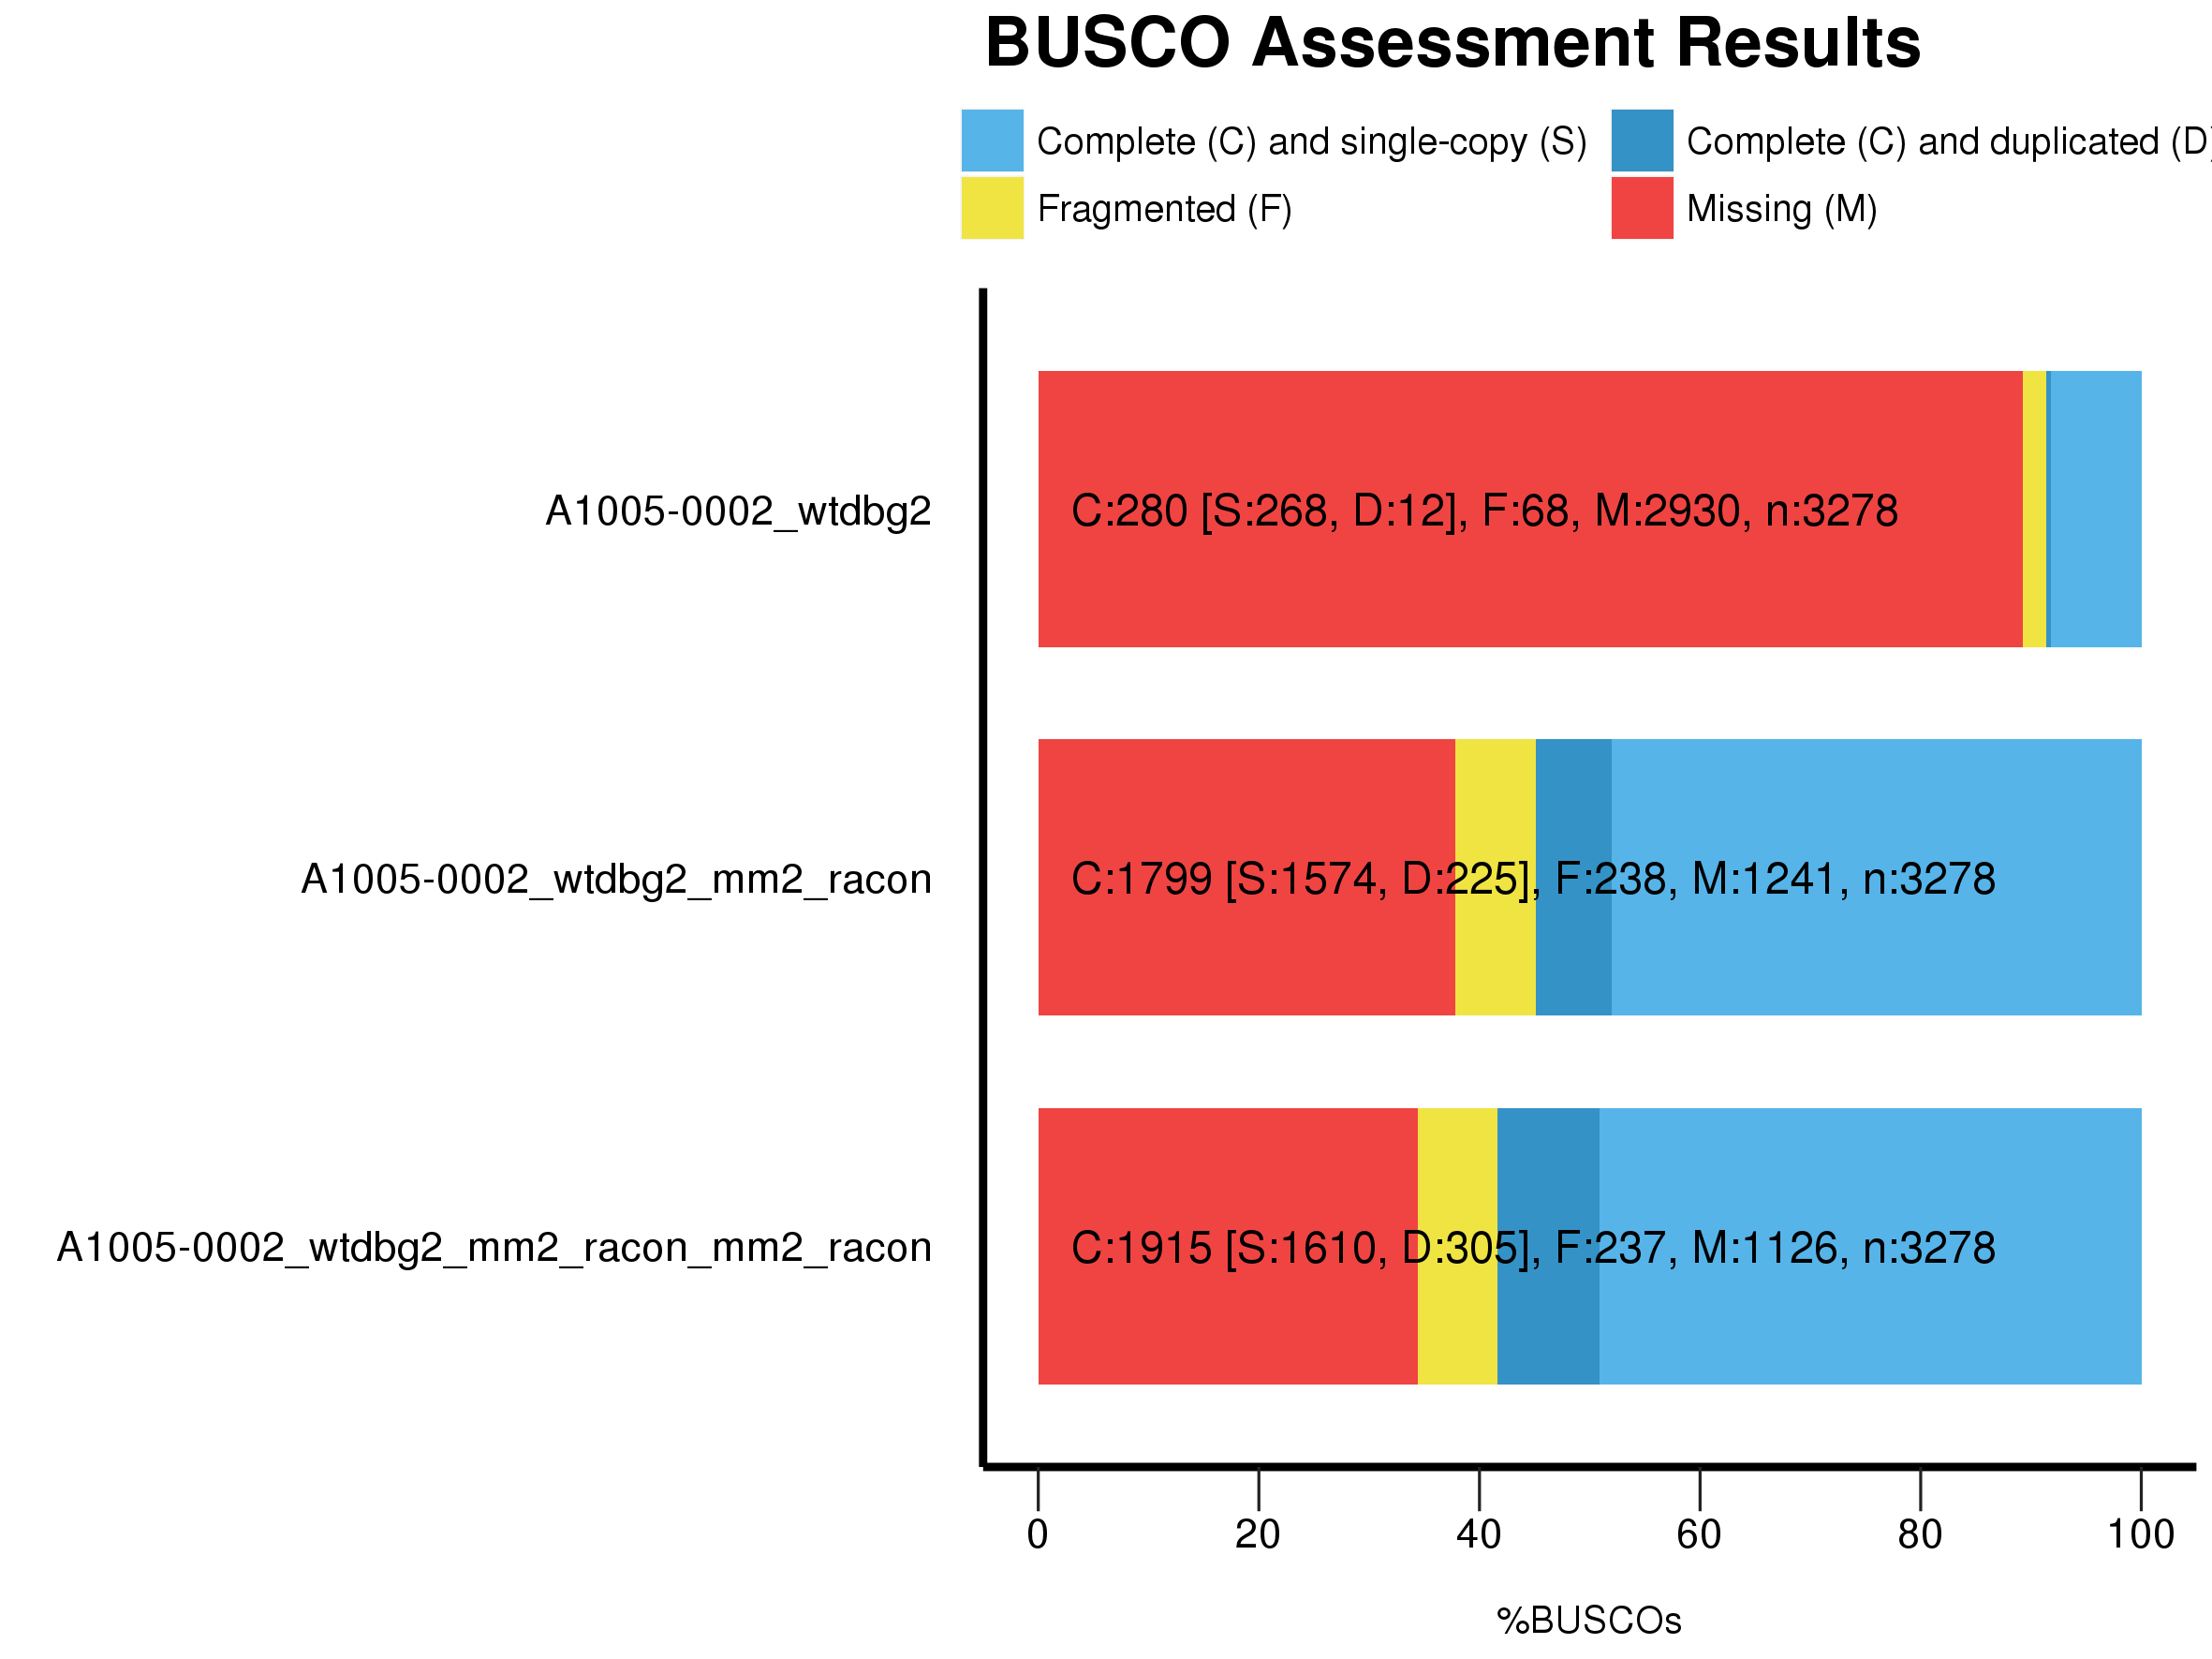 BUSCO Assessment Results
Complete (C) and single-copy (S) Complete (C) and duplicated (D)
Fragmented (F) Missing (M)
A1005-0002_wtdbg2 C:280 [S:268, D:12], F:68, M:2930, n:3278
A1005-0002_wtdbg2_mm2_racon C:1799 [S:1574, D:225], F:238, M:1241, n:3278
A1005-0002_wtdbg2_mm2_racon_mm2_racon C:1915 [S:1610, D:305], F:237, M:1126, n:3278
0 20 40 60 80 100
%BUSCOs